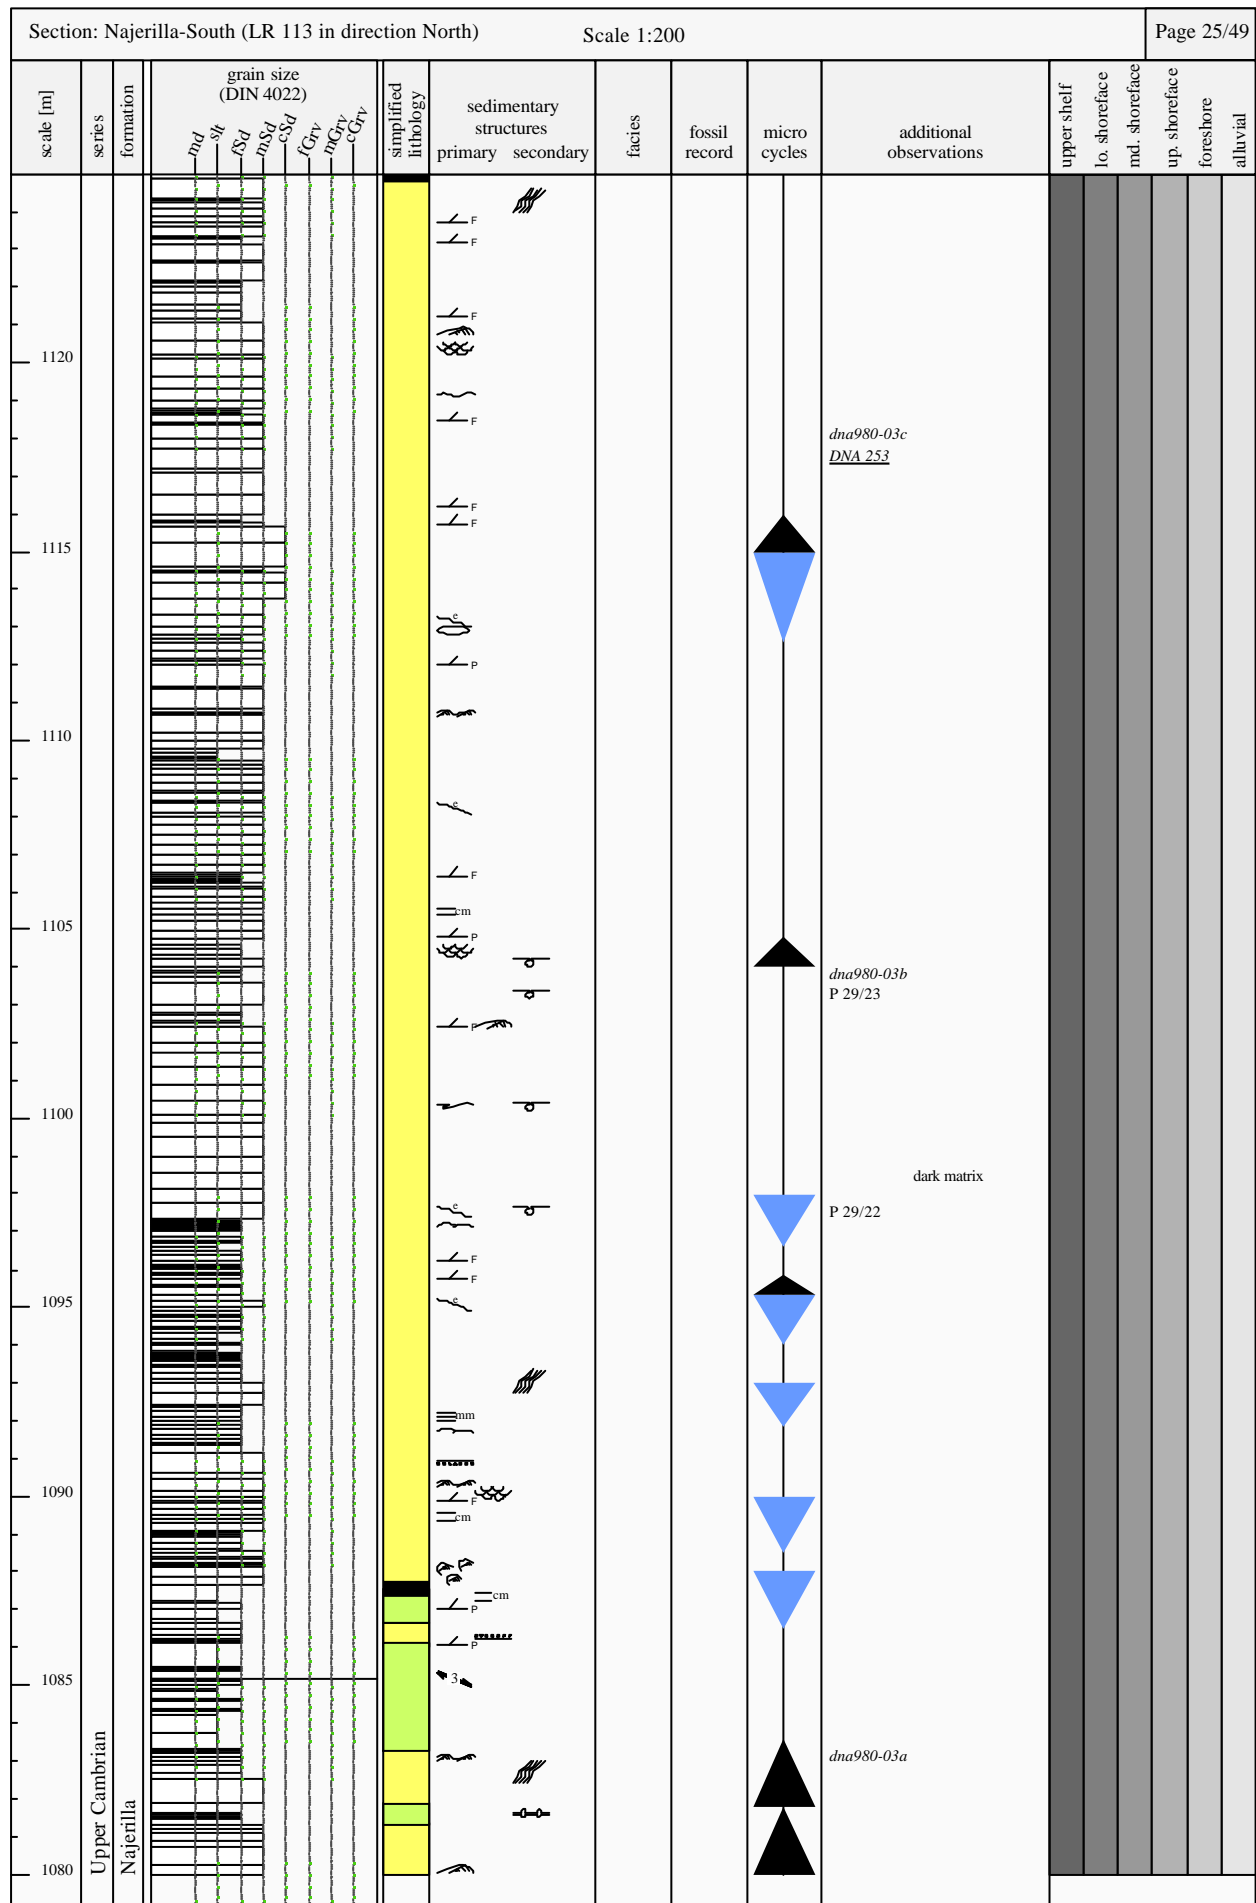 Section: Najerilla-South (LR 113 in direction North)
Scale 1:200
Page 25/49
scale [m]
series
formation
grain size
(DIN 4022)
md
slt
fSd
mSd
cSd
fGrv
mGrv
cGrv
simplified
lithology
sedimentary
structures
primary secondary
facies
fossil
record
micro
cycles
additional
observations
upper shelf
lo. shoreface
md. shoreface
up. shoreface
foreshore
alluvial
F
F
F
1120
F
dna980-03c
DNA 253
F
F
1115
e
P
1110
e
F
cm
1105
P
dna980-03b
P 29/23
P
1100
dark matrix
e
P 29/22
F
F
1095
e
mm
1090
F
cm
cm
P
P
1085
3
dna980-03a
Upper Cambrian
Najerilla
1080